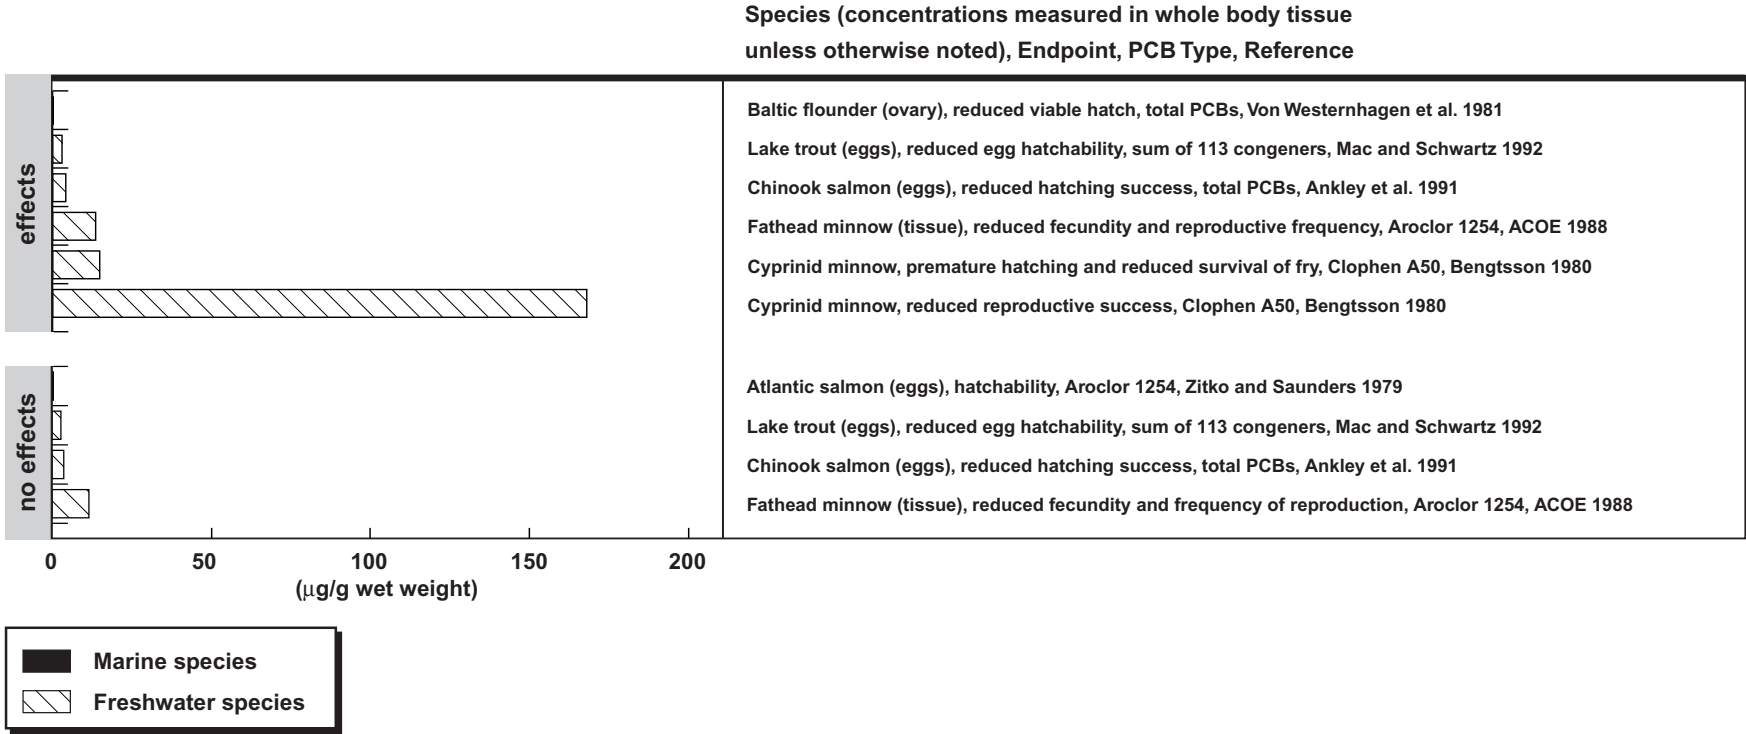 Species (concentrations measured in whole body tissue
unless otherwise noted), Endpoint, PCB Type, Reference
effects
Baltic flounder (ovary), reduced viable hatch, total PCBs, Von Westernhagen et al. 1981
Lake trout (eggs), reduced egg hatchability, sum of 113 congeners, Mac and Schwartz 1992
Chinook salmon (eggs), reduced hatching success, total PCBs, Ankley et al. 1991
Fathead minnow (tissue), reduced fecundity and reproductive frequency, Aroclor 1254, ACOE 1988
Cyprinid minnow, premature hatching and reduced survival of fry, Clophen A50, Bengtsson 1980
Cyprinid minnow, reduced reproductive success, Clophen A50, Bengtsson 1980
no effects
Atlantic salmon (eggs), hatchability, Aroclor 1254, Zitko and Saunders 1979
Lake trout (eggs), reduced egg hatchability, sum of 113 congeners, Mac and Schwartz 1992
Chinook salmon (eggs), reduced hatching success, total PCBs, Ankley et al. 1991
Fathead minnow (tissue), reduced fecundity and frequency of reproduction, Aroclor 1254, ACOE 1988
0 50 100 150 200
(μg/g wet weight)
Marine species
Freshwater species